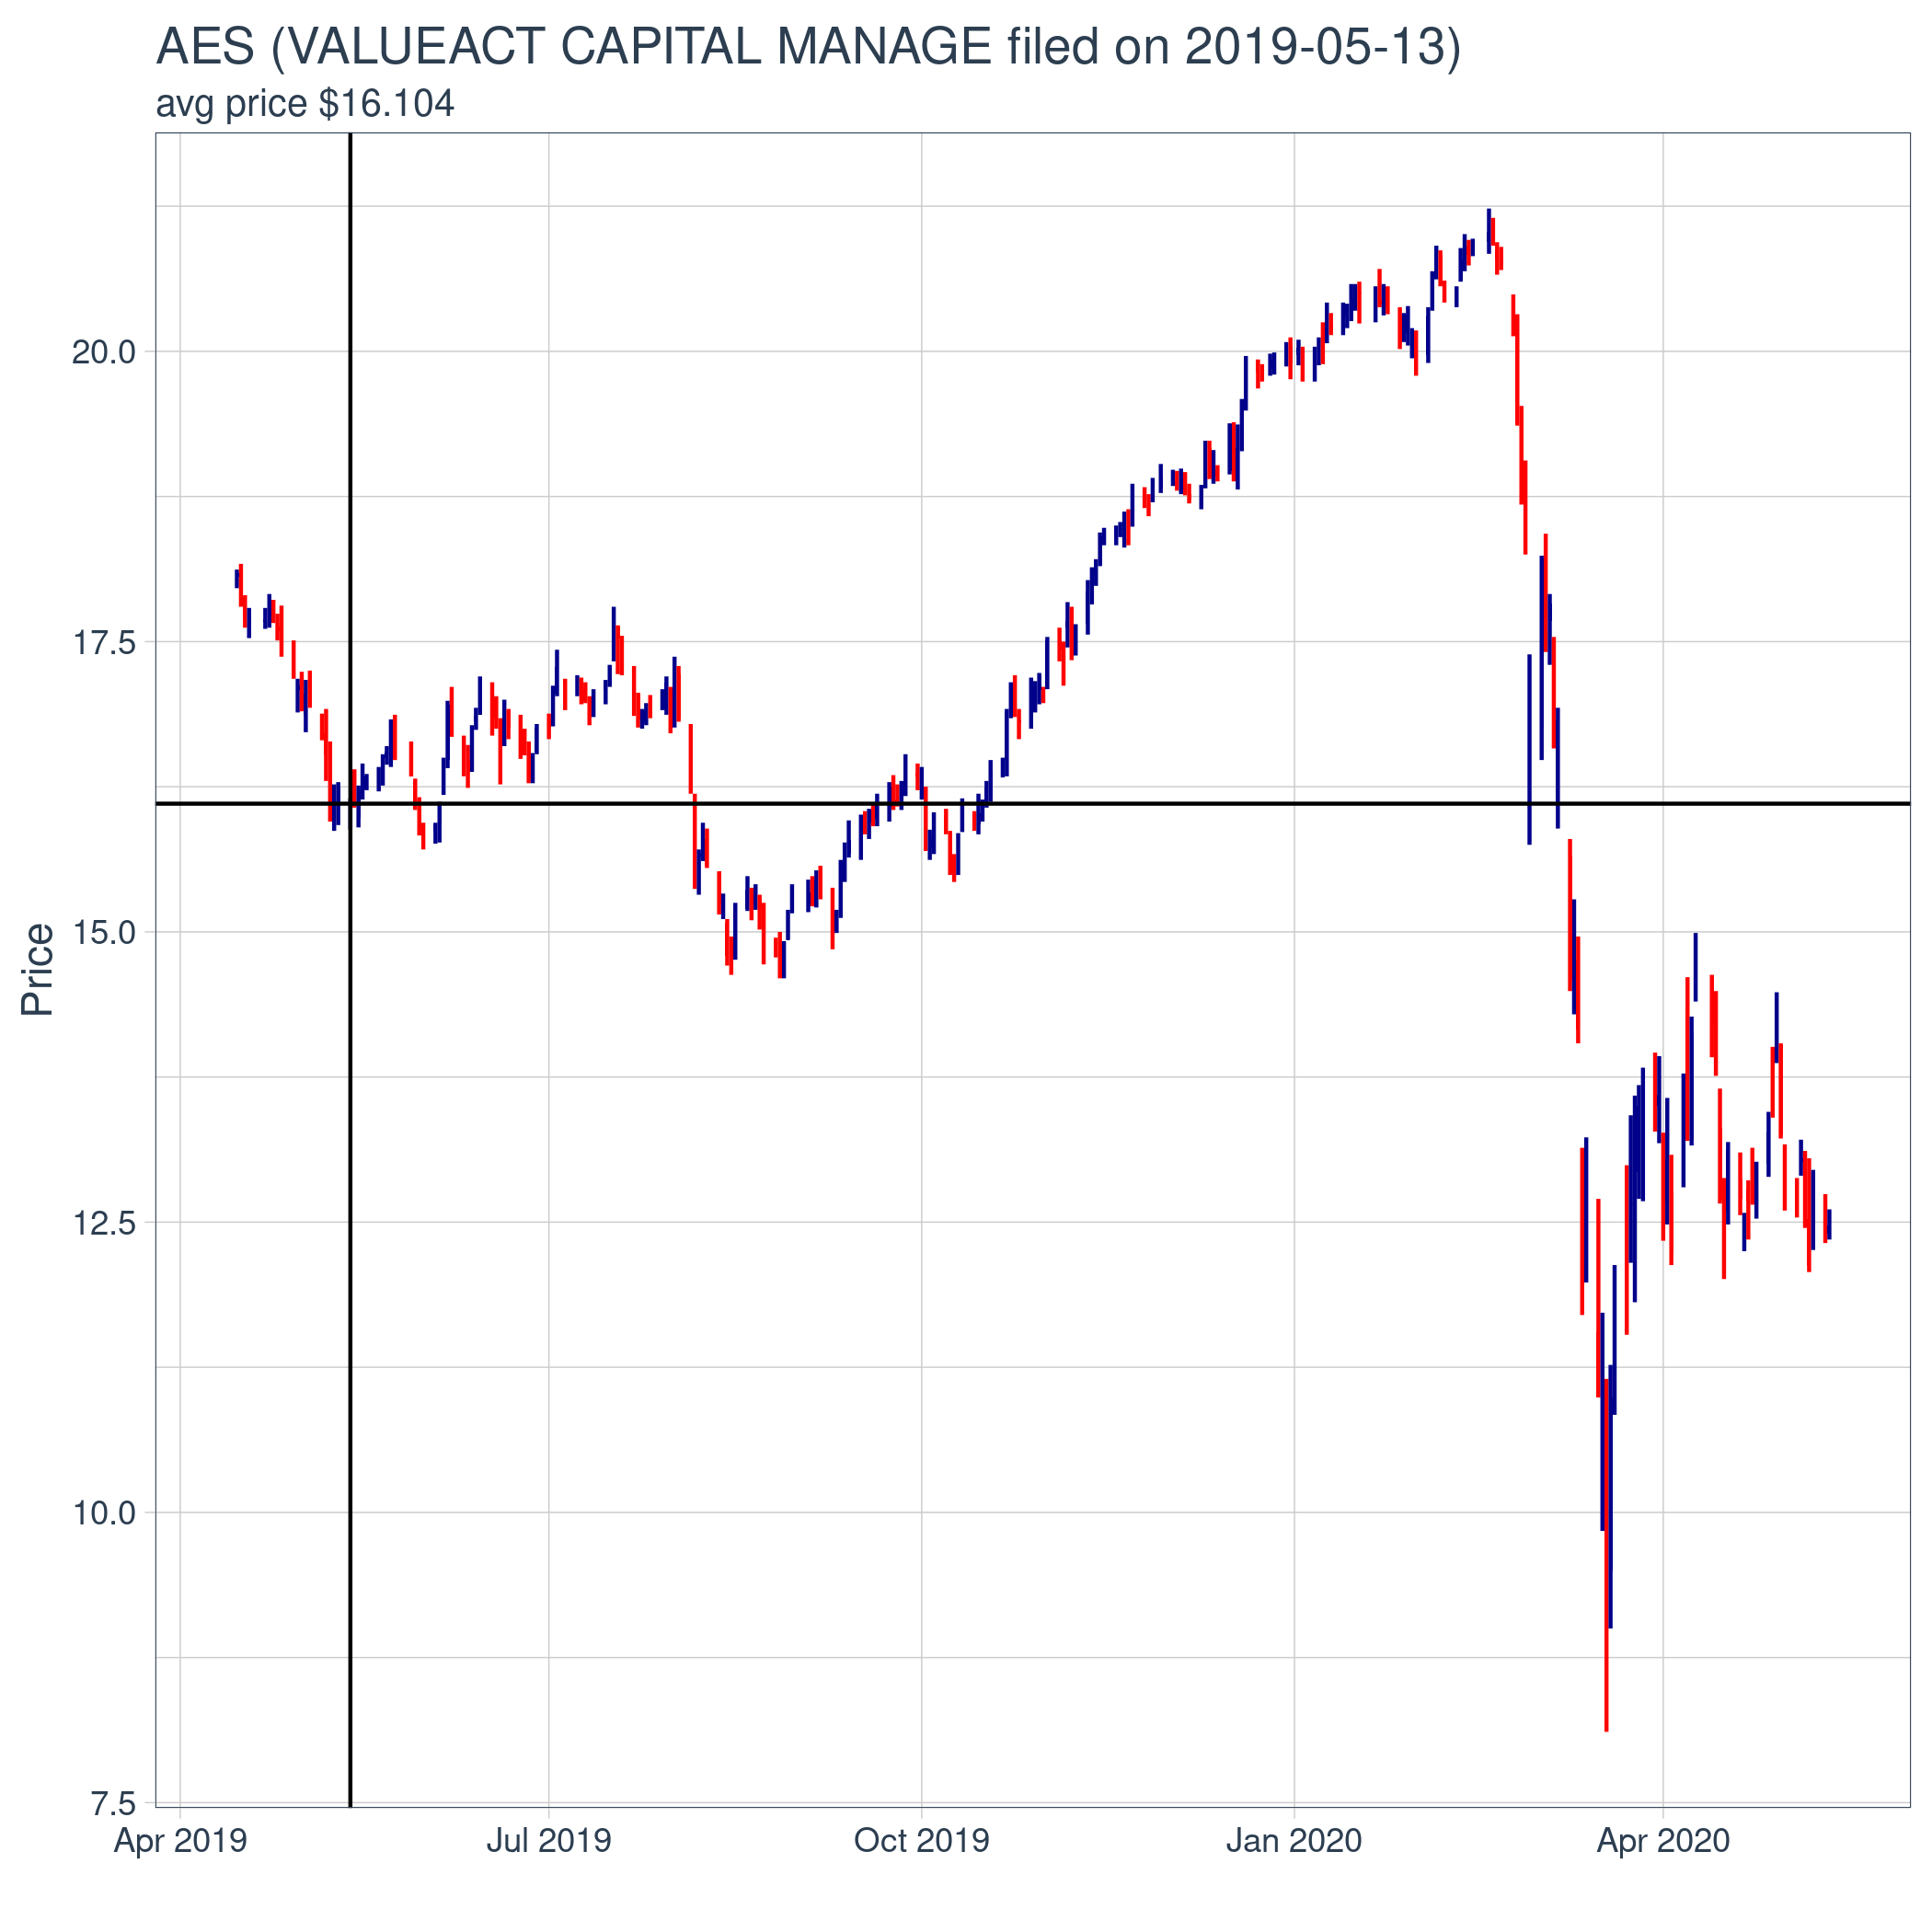 AES (VALUEACT CAPITAL MANAGE filed on 2019-05-13)
avg price $16.104
Price
20.0
17.5
15.0
12.5
10.0
7.5
Apr 2019
Jul 2019
Oct 2019
Jan 2020
Apr 2020